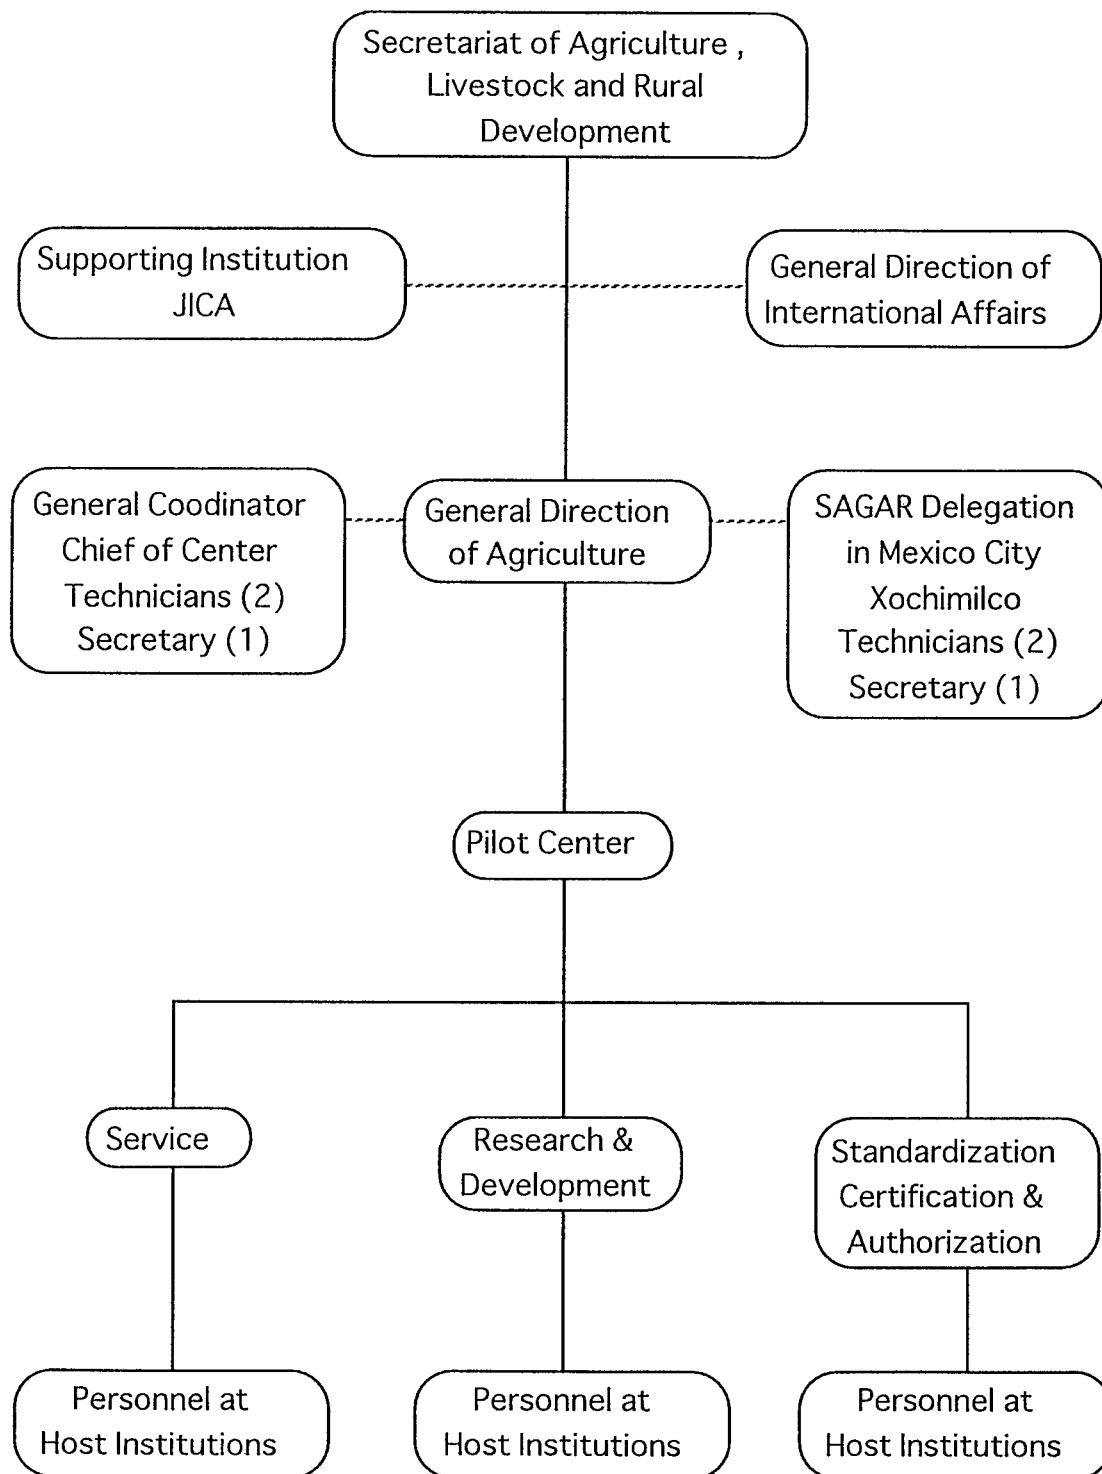 Secretariat of Agriculture ,
Livestock and Rural
Development
Supporting Institution
JICA
General Direction of
International Affairs
General Coodinator
Chief of Center
Technicians (2)
Secretary (1)
General Direction
of Agriculture
SAGAR Delegation
in Mexico City
Xochimilco
Technicians (2)
Secretary (1)
Pilot Center
Service
Research &
Development
Standardization
Certification &
Authorization
Personnel at
Host Institutions
Personnel at
Host Institutions
Personnel at
Host Institutions